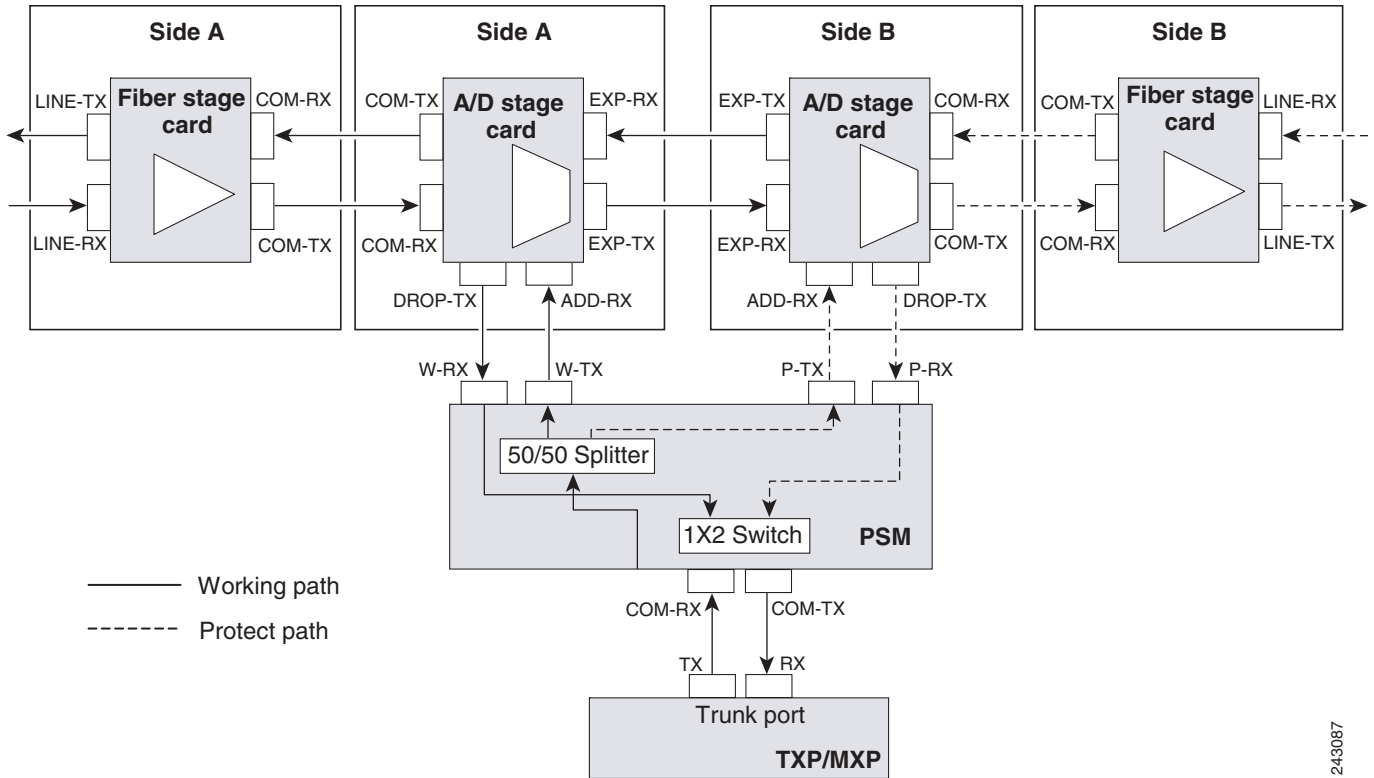 Side A
Side A
Side B
Side B
LINE-TX
Fiber stage
card
COM-RX
COM-TX
A/D stage
card
EXP-RX
EXP-TX
A/D stage
card
COM-RX
COM-TX
Fiber stage
card
LINE-RX
LINE-RX
COM-TX
COM-RX
EXP-TX
EXP-RX
COM-TX
COM-RX
LINE-TX
DROP-TX
ADD-RX
ADD-RX
DROP-TX
W-RX
W-TX
P-TX
P-RX
50/50 Splitter
1X2 Switch
PSM
Working path
Protect path
COM-RX
COM-TX
TX
RX
Trunk port
TXP/MXP
243087